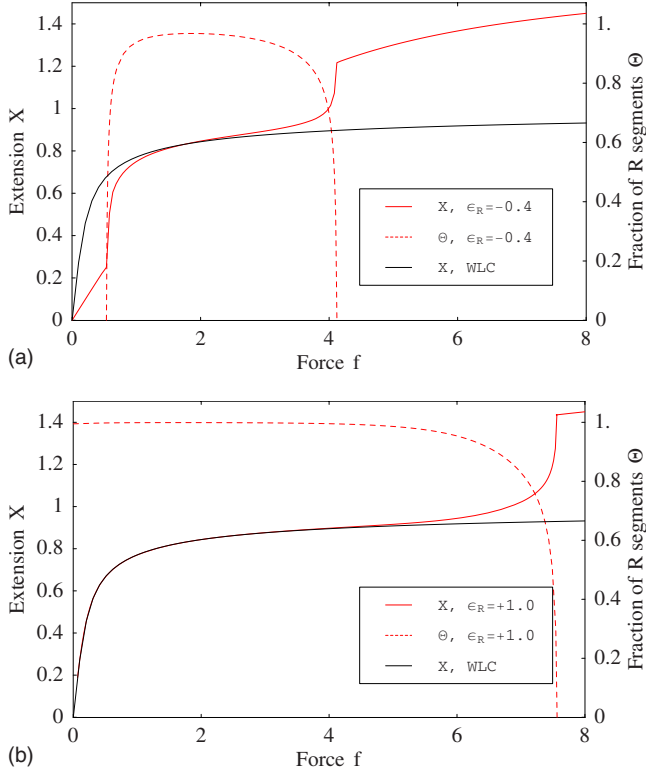 1.4
1.2
1
0.8
0.6
0.4
0.2
0
Extension X
1.
0.8
0.6
0.4
0.2
0
Fraction of R segments Θ
X, ϵR=−0.4
Θ, ϵR=−0.4
X, WLC
0 2 4 6 8
Force f
(a)
1.4
1.2
1
0.8
0.6
0.4
0.2
0
Extension X
1.
0.8
0.6
0.4
0.2
0
Fraction of R segments Θ
X, ϵR=+1.0
Θ, ϵR=+1.0
X, WLC
0 2 4 6 8
Force f
(b)